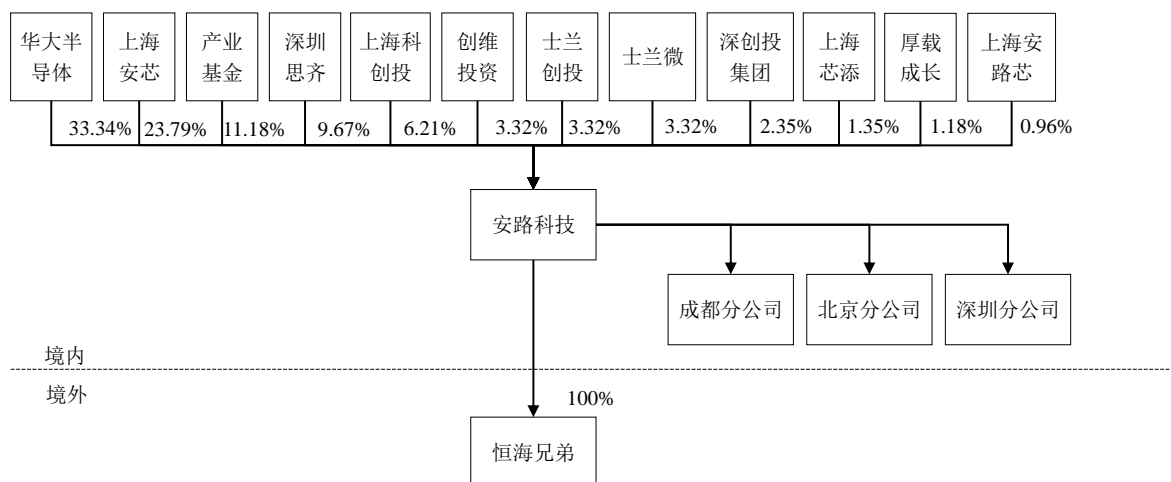 华大半
导体
上海
安芯
产业
基金
深圳
思齐
上海科
创投
创维
投资
士兰
创投
士兰微
深创投
集团
上海
芯添
厚载
成长
上海安
路芯
33.34%
23.79%
11.18%
9.67%
6.21%
3.32%
3.32%
3.32%
2.35%
1.35%
1.18%
0.96%
安路科技
成都分公司
北京分公司
深圳分公司
境内
境外
100%
恒海兄弟